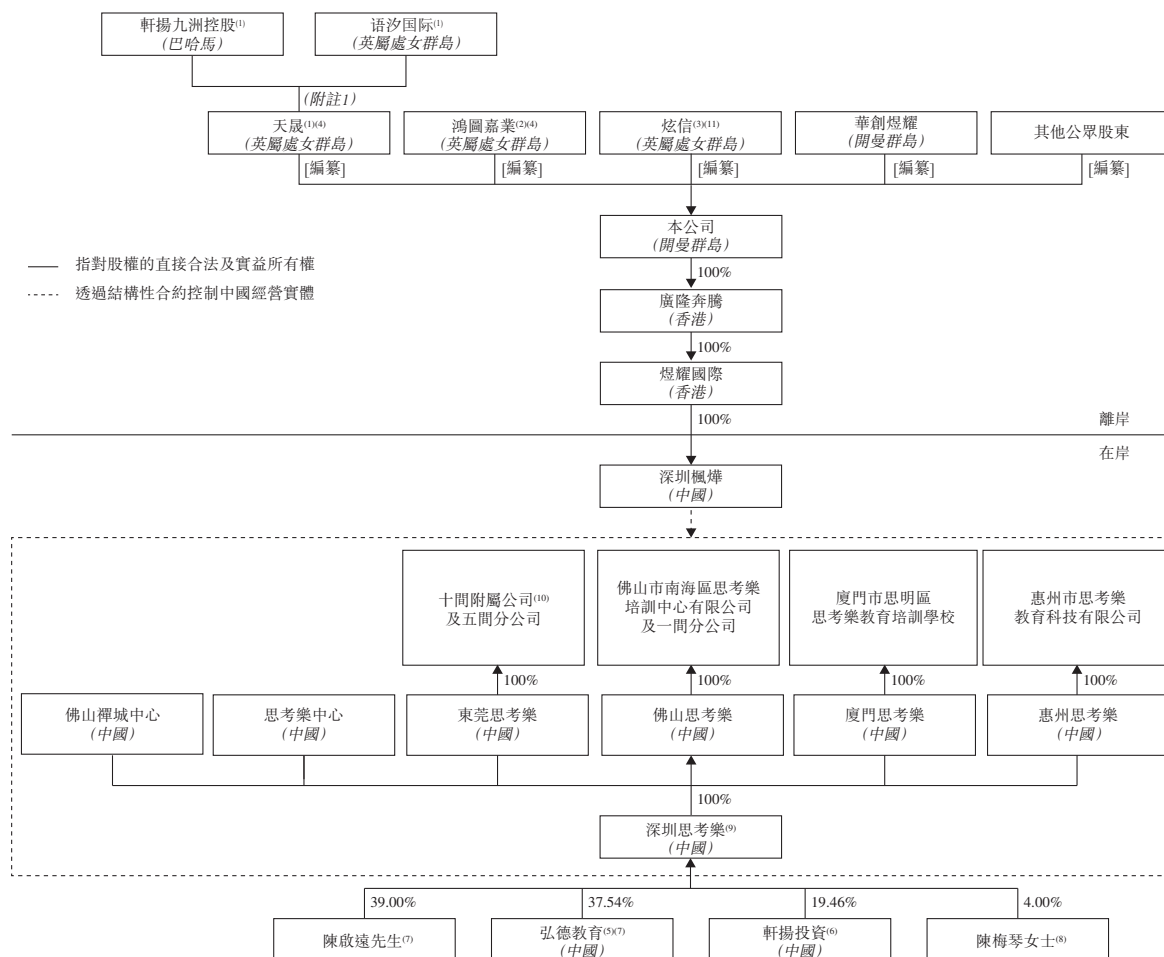 軒揚九洲控股(1)
(巴哈馬)
语汐国际(1)
(英屬處女群島)
(附註1)
天晟(1)(4)
(英屬處女群島)
鴻圖嘉業(2)(4)
(英屬處女群島)
炫信(3)(11)
(英屬處女群島)
華創煜耀
(開曼群島)
其他公眾股東
[編纂]
[編纂]
[編纂]
[編纂]
[編纂]
本公司
(開曼群島)
指對股權的直接合法及實益所有權
透過結構性合約控制中國經營實體
100%
廣隆奔騰
(香港)
100%
煜耀國際
(香港)
100%
離岸
在岸
深圳楓燁
(中國)
十間附屬公司(10)
及五間分公司
佛山市南海區思考樂
培訓中心有限公司
及一間分公司
廈門市思明區
思考樂教育培訓學校
惠州市思考樂
教育科技有限公司
100%
100%
100%
100%
佛山禪城中心
(中國)
思考樂中心
(中國)
東莞思考樂
(中國)
佛山思考樂
(中國)
廈門思考樂
(中國)
惠州思考樂
(中國)
100%
深圳思考樂(9)
(中國)
39.00%
37.54%
19.46%
4.00%
陳啟遠先生(7)
弘德教育(5)(7)
(中國)
軒揚投資(6)
(中國)
陳梅琴女士(8)